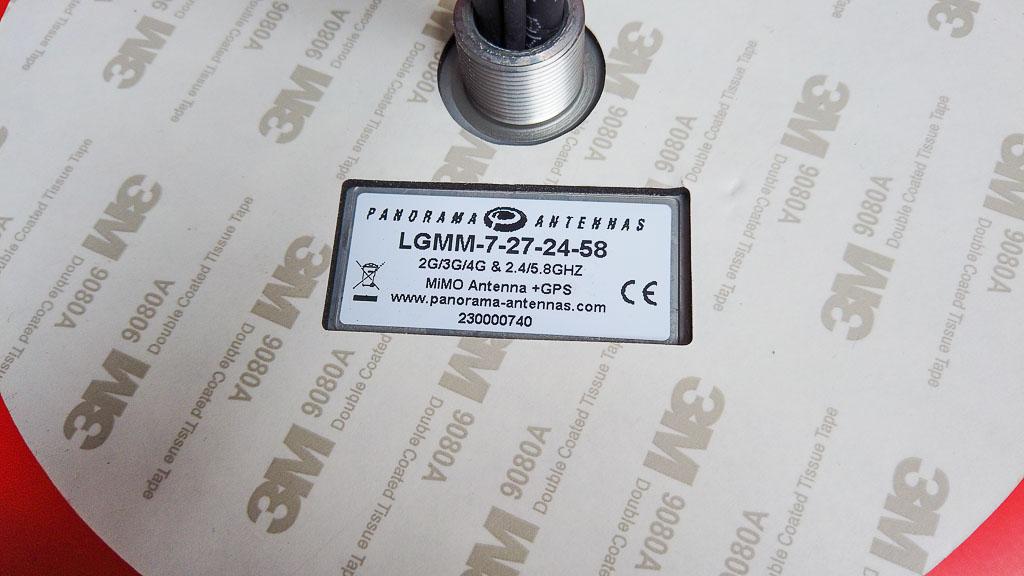 PANORAMA ANTENNAS
LGMM-7-27-24-58
2G/3G/4G & 2.4/5.8GHZ
MiMO Antenna +GPS
www.panorama-antennas.com
230000740
CE
3M 9080A
Double Coated Tissue Tape